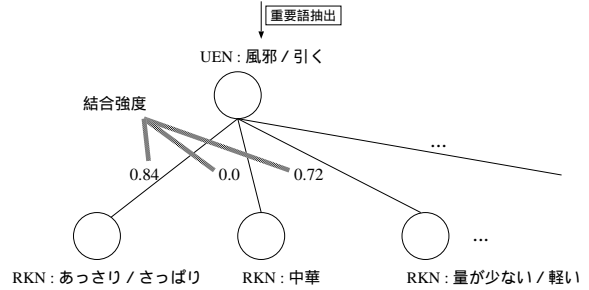 重要語抽出
UEN : 風邪 / 引く
結合強度
...
0.84
0.0
0.72
...
RKN : あっさり / さっぱり
RKN : 中華
RKN : 量が少ない / 軽い